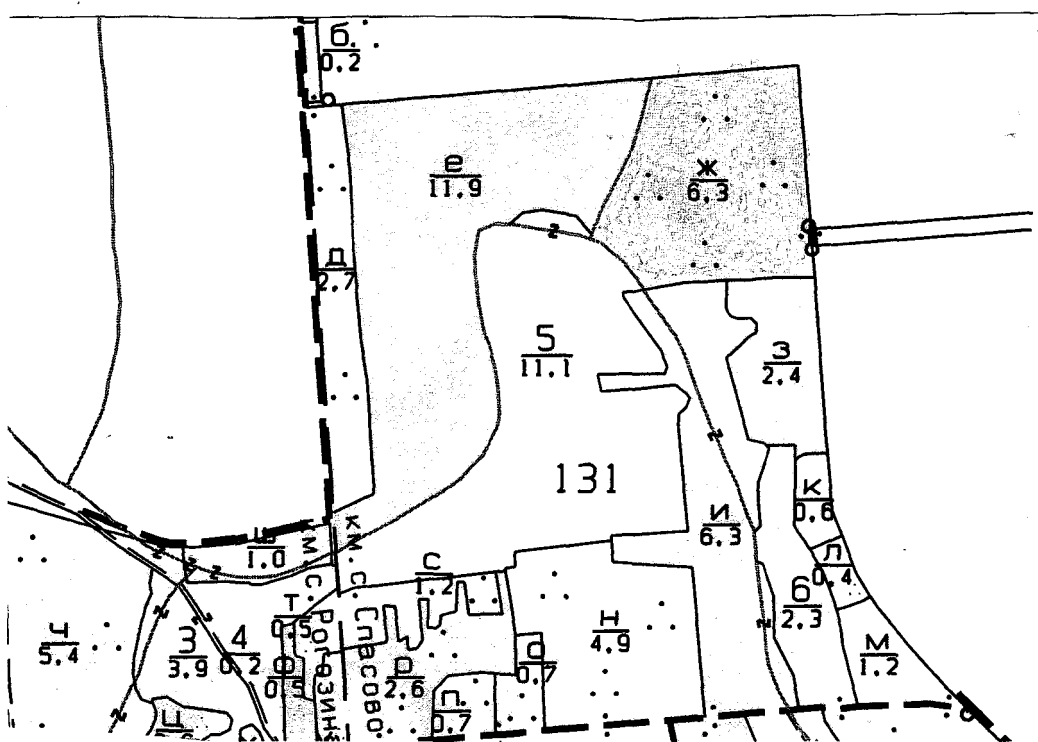 б.
0,2
е
11,9
ж
6,3
д
2,7
5
11,1
з
2,4
131
к
0,6
и
6,3
1,0
км.с.
км.с.
л
0,4
с
1,2
т
0,5
6
2,3
ч
5,4
3
3,9
4
0,2
ф
0,5
р
2,6
о
0,7
н
4,9
м
1,2
п
0,7
ц
Спасово